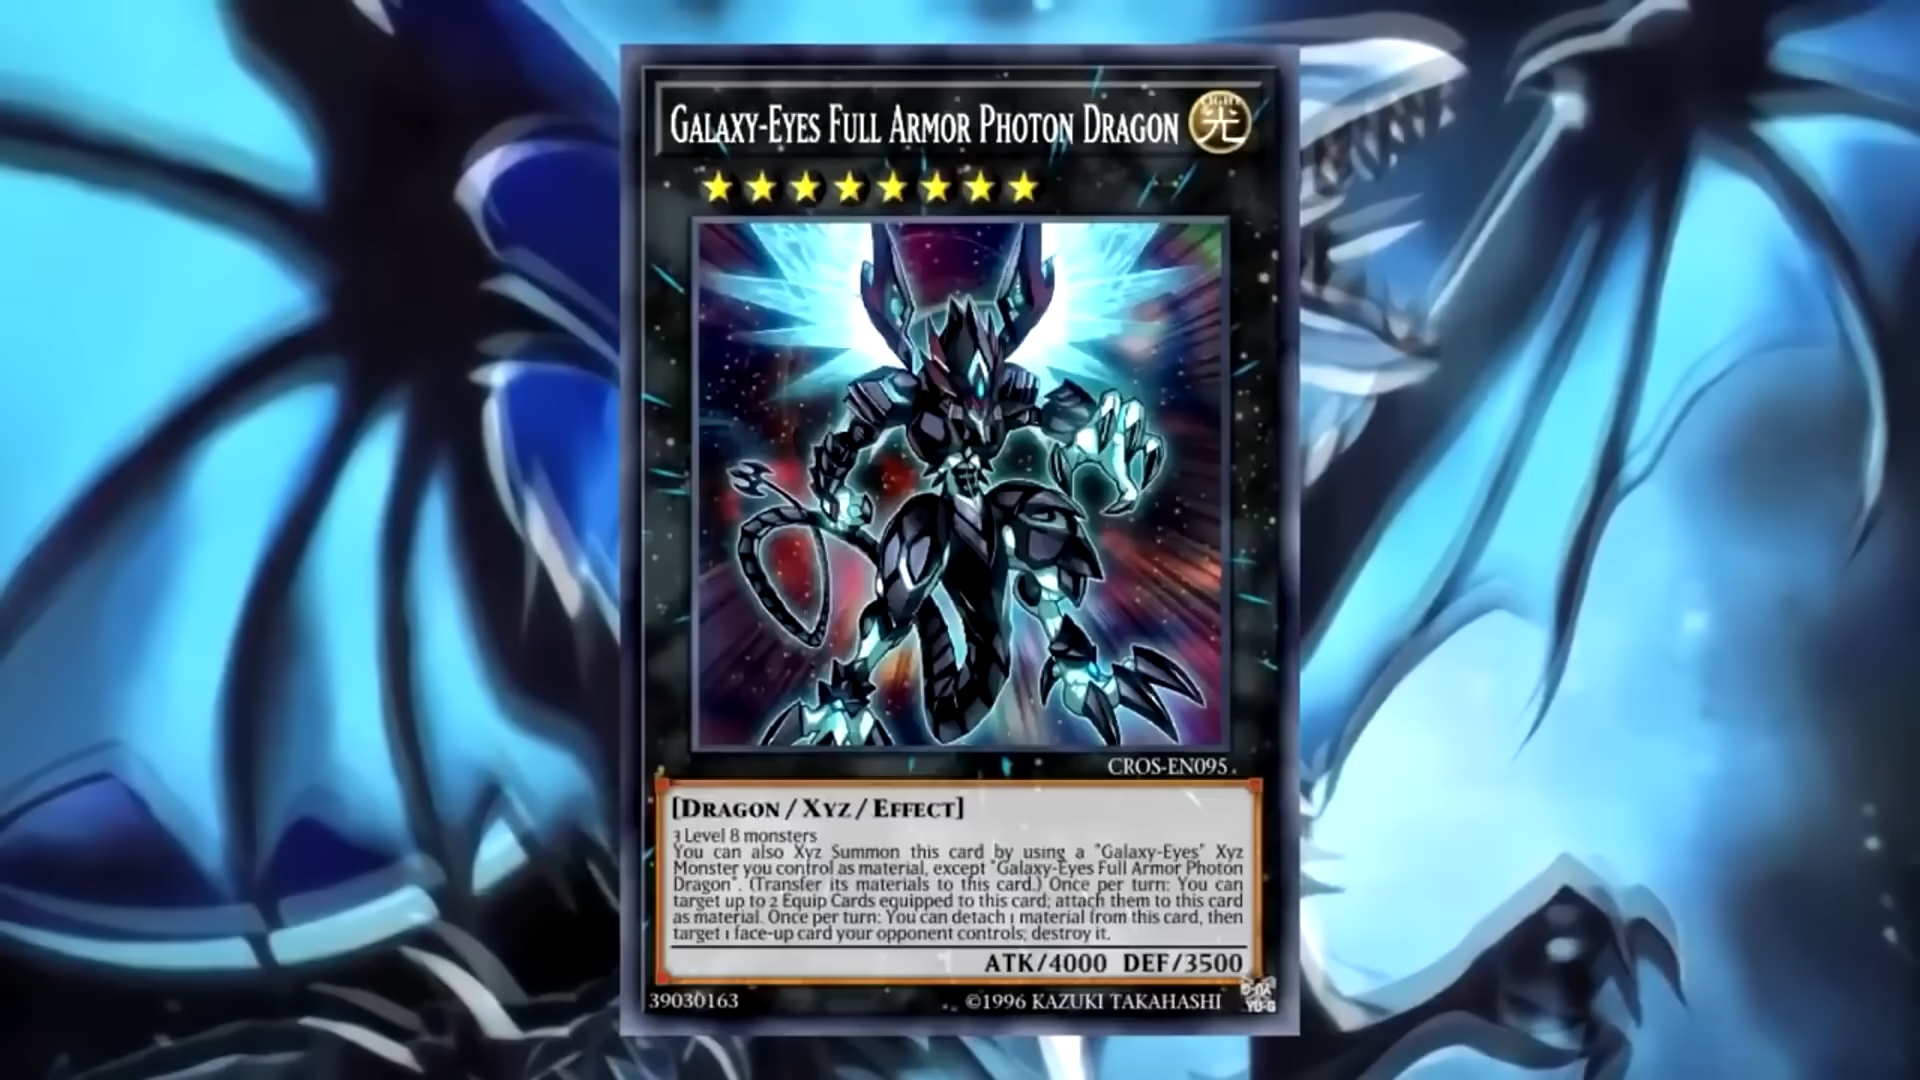 GALAXY-EYES FULL ARMOR PHOTON DRAGON
LIGHT
光
CROS-EN095
[DRAGON / XYZ / EFFECT]
3 Level 8 monsters
You can also Xyz Summon this card by using a "Galaxy-Eyes" Xyz
Monster you control as material, except "Galaxy-Eyes Full Armor Photon
Dragon". (Transfer its materials to this card.) Once per turn: You can
target up to 2 Equip Cards equipped to this card; attach them to this card
as material. Once per turn: You can detach 1 material from this card, then
target 1 face-up card your opponent controls; destroy it.
ATK/4000 DEF/3500
39030163
©1996 KAZUKI TAKAHASHI